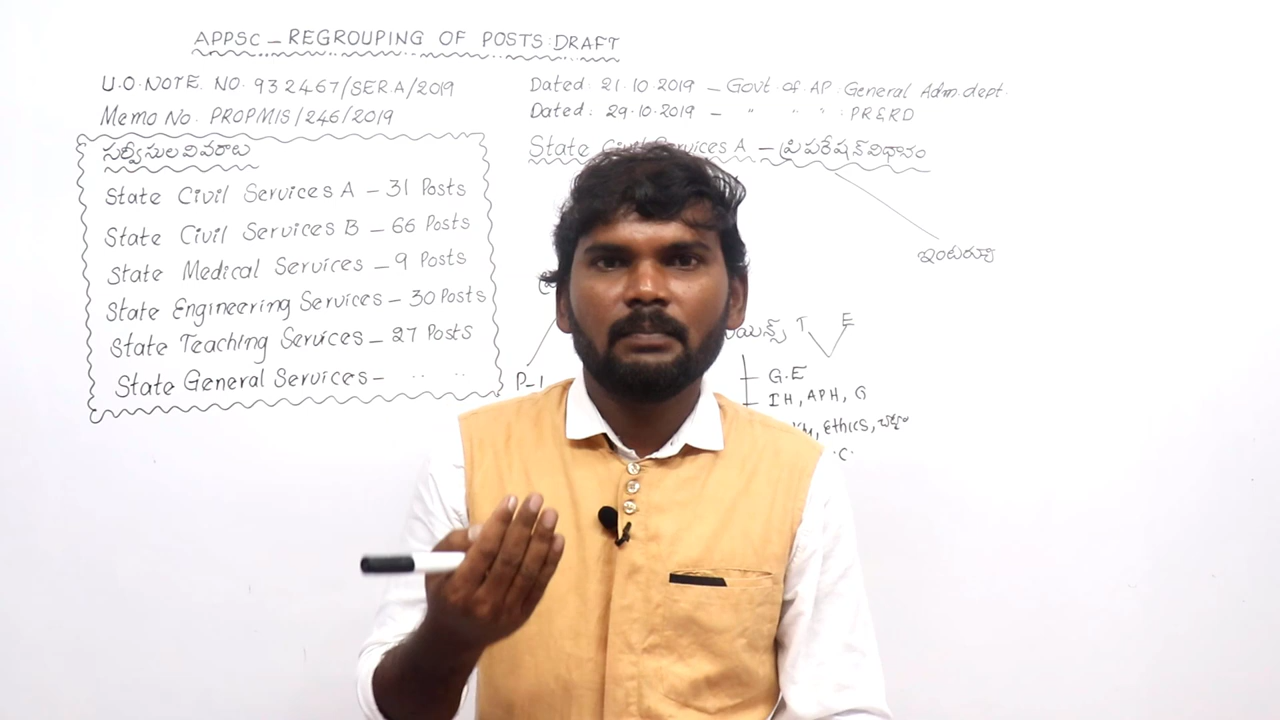 APPSC – REGROUPING OF POSTS : DRAFT
U.O. NOTE. NO. 932467/SER.A/2019
Dated: 21.10.2019 – Govt of AP : General Adm.dept.
Memo No. PROPMIS/246/2019
Dated: 29.10.2019 – " " " : PR&RD
సర్వీసుల వివరాలు
State Civil Services A – ప్రిపరేషన్ విధానం
State Civil Services A – 31 Posts
State Civil Services B – 66 Posts
State Medical Services – 9 Posts
State Engineering Services – 30 Posts
State Teaching Services – 27 Posts
State General Services –
ఇంటర్వ్యూ
T E
P-1
G.E
IH, APH, G
Ethics,